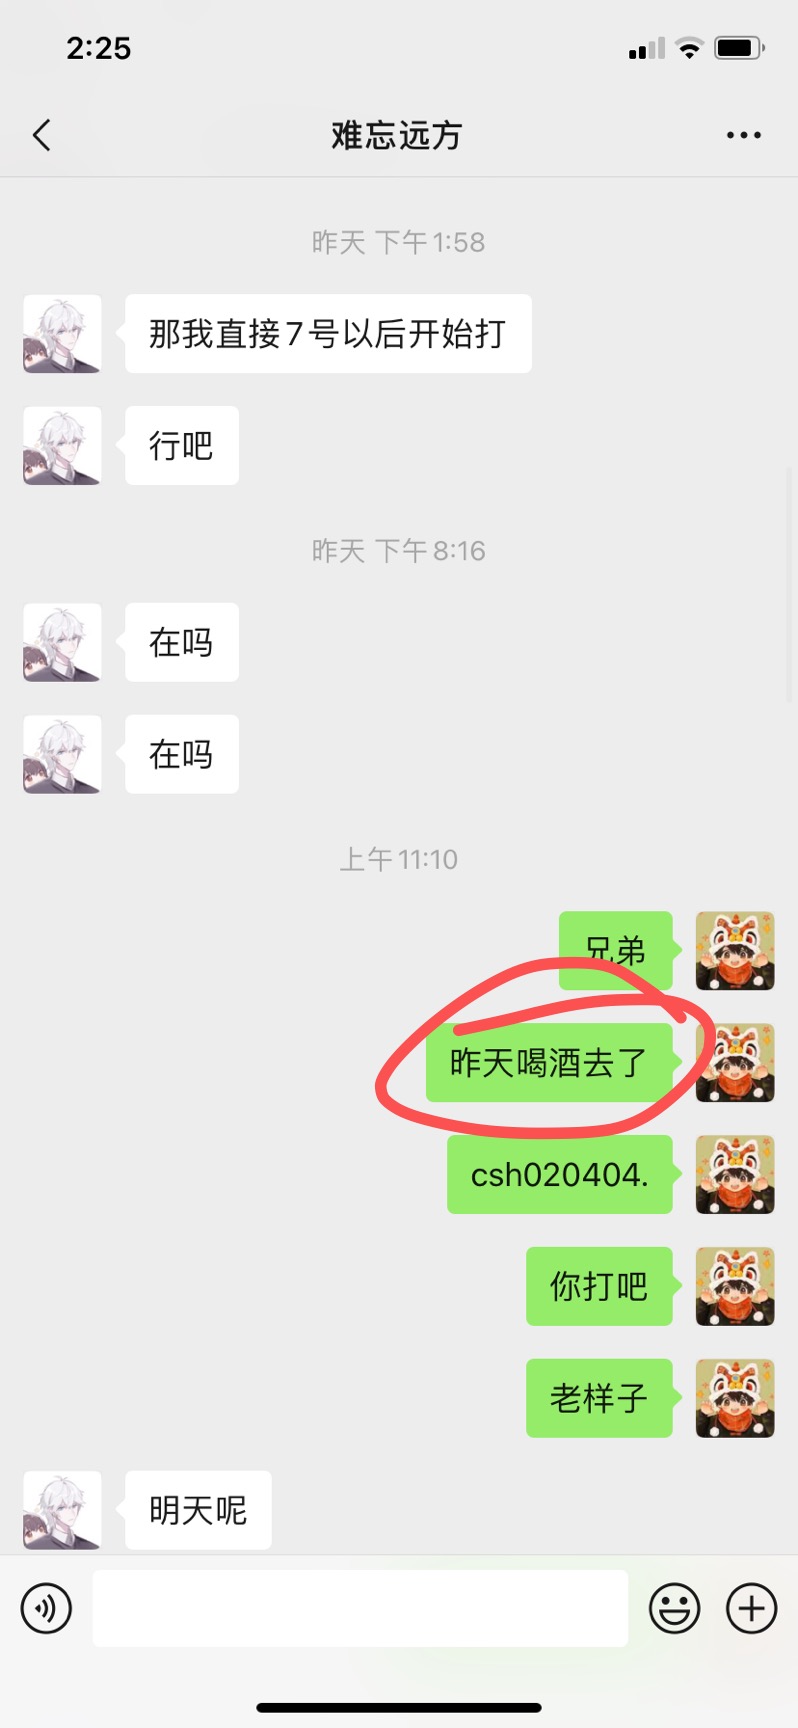 2:25
难忘远方
昨天 下午1:58
那我直接7号以后开始打
行吧
昨天 下午8:16
在吗
在吗
上午11:10
兄弟
昨天喝酒去了
csh020404.
你打吧
老样子
明天呢